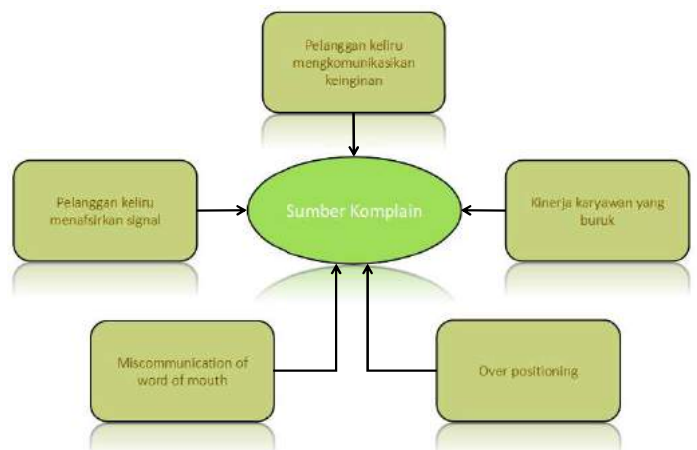 Pelanggan keliru
mengkomunikasikan
keinginan
Pelanggan keliru
menafsirkan signal
Sumber Komplain
Kinerja karyawan yang
buruk
Miscommunication of
word of mouth
Over positioning